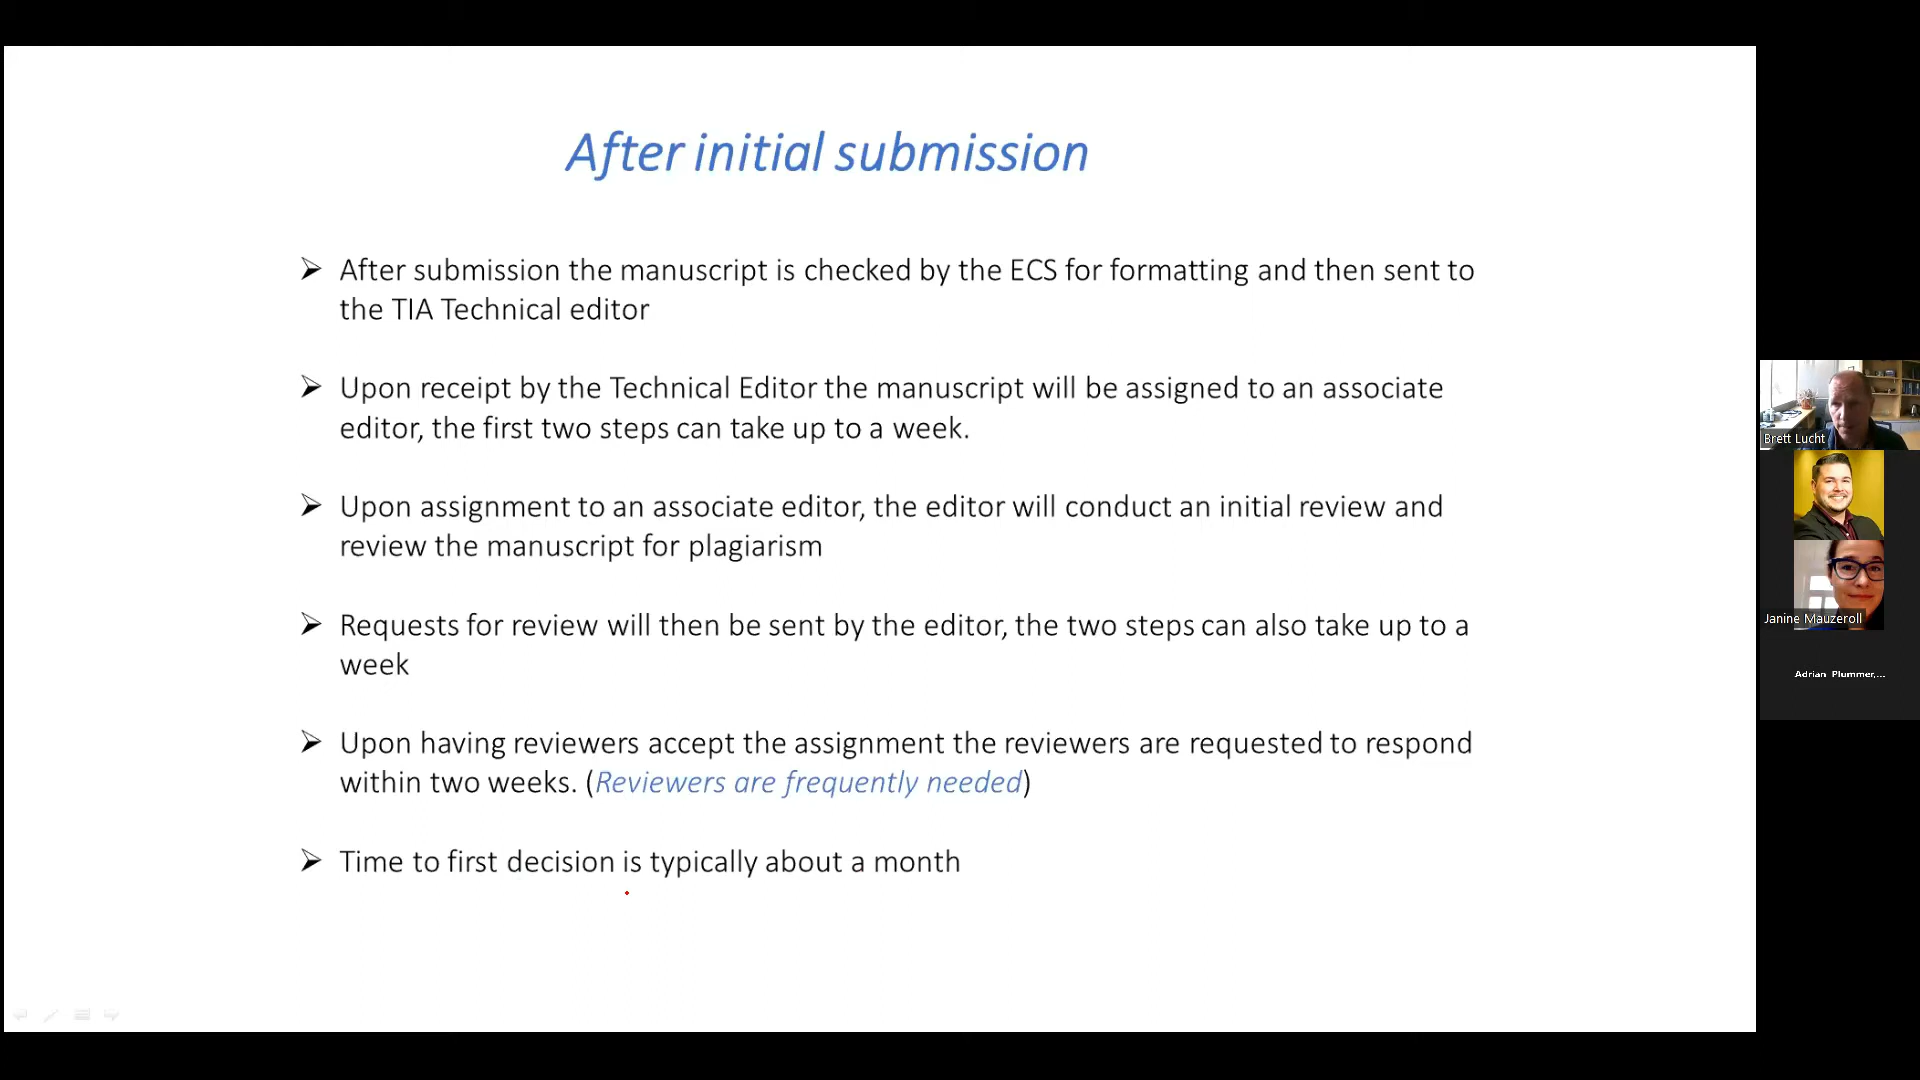 After initial submission
➢ After submission the manuscript is checked by the ECS for formatting and then sent to
the TIA Technical editor
➢ Upon receipt by the Technical Editor the manuscript will be assigned to an associate
editor, the first two steps can take up to a week.
➢ Upon assignment to an associate editor, the editor will conduct an initial review and
review the manuscript for plagiarism
➢ Requests for review will then be sent by the editor, the two steps can also take up to a
week
➢ Upon having reviewers accept the assignment the reviewers are requested to respond
within two weeks. (Reviewers are frequently needed)
➢ Time to first decision is typically about a month
Brett Lucht
Janine Mauzeroll
Adrian Plummer,...